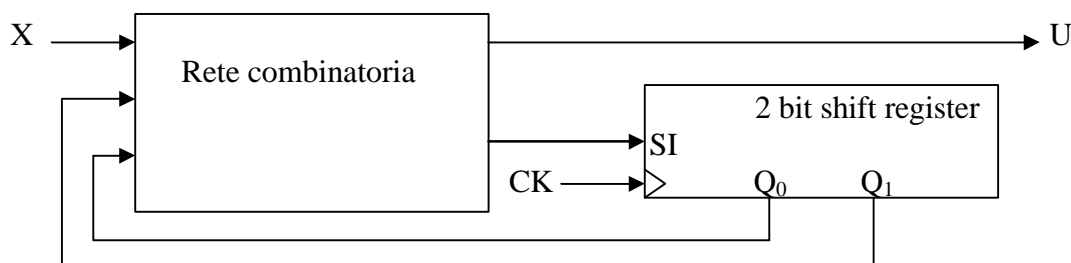 X
U
Rete combinatoria
2 bit shift register
SI
CK
Q₀
Q₁